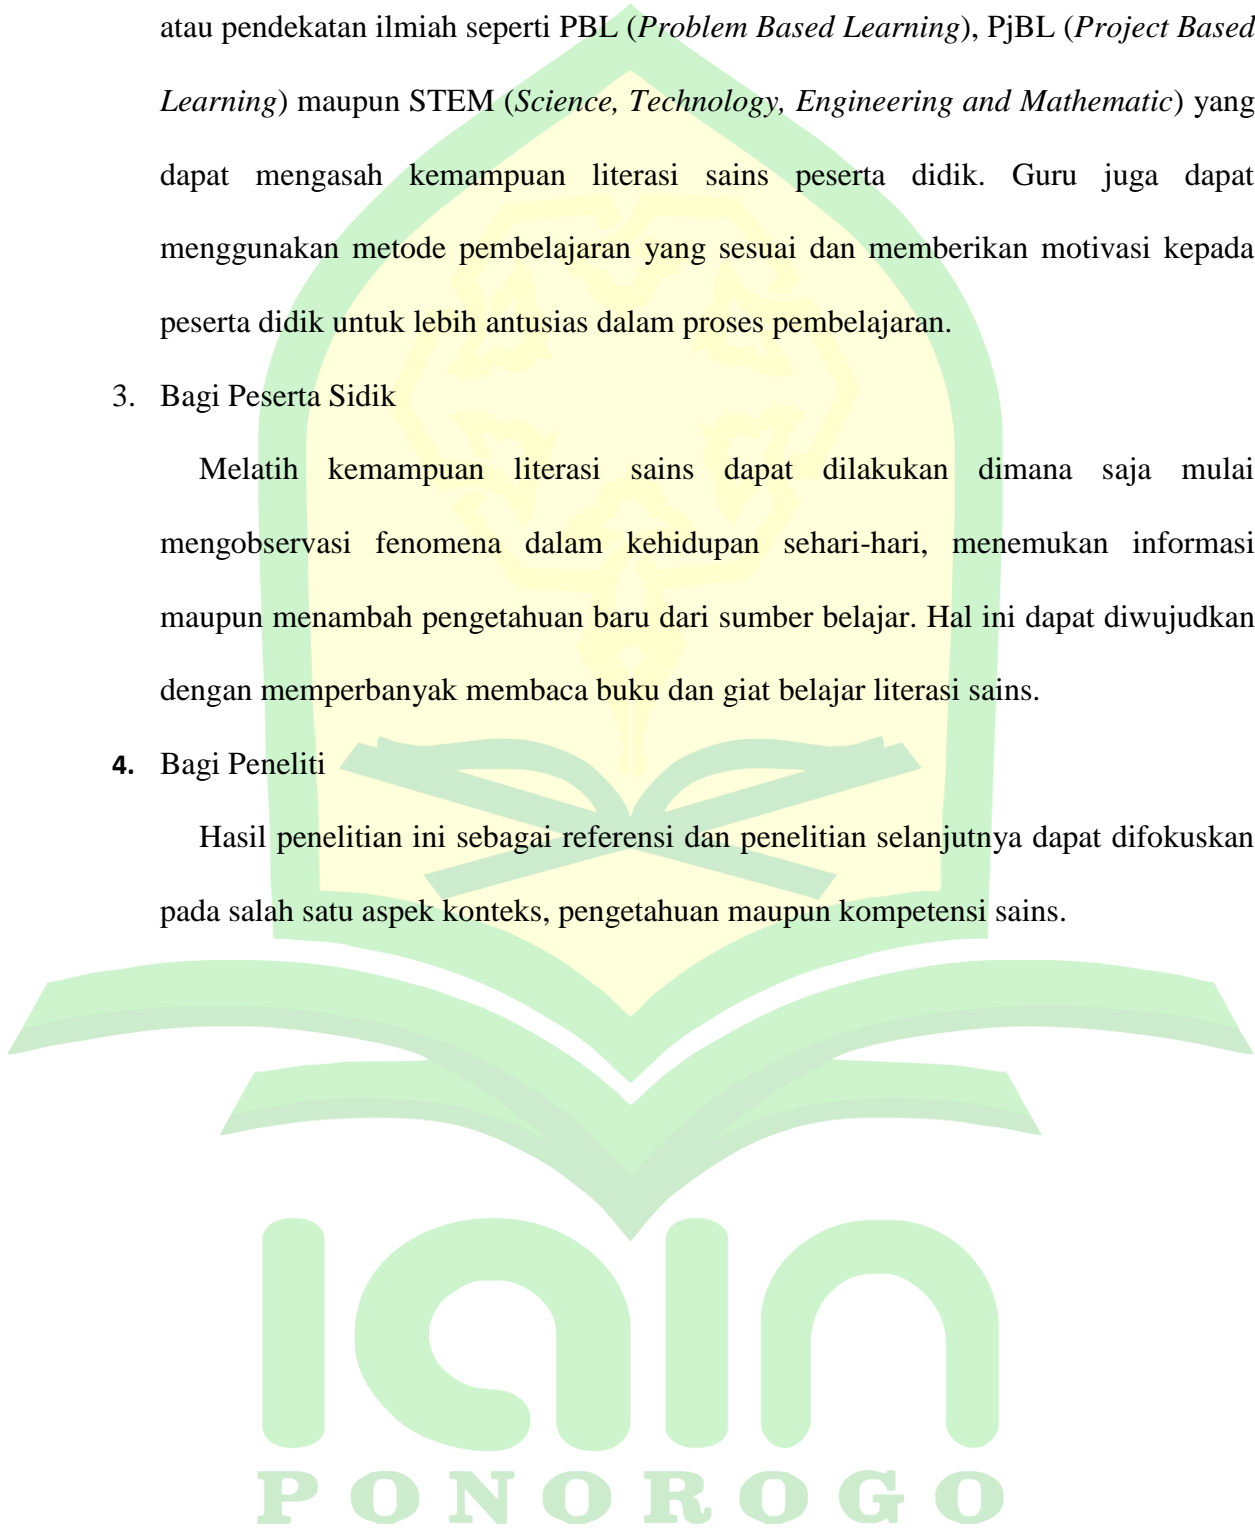 atau pendekatan ilmiah seperti PBL (Problem Based Learning), PjBL (Project Based
Learning) maupun STEM (Science, Technology, Engineering and Mathematic) yang
dapat mengasah kemampuan literasi sains peserta didik. Guru juga dapat
menggunakan metode pembelajaran yang sesuai dan memberikan motivasi kepada
peserta didik untuk lebih antusias dalam proses pembelajaran.
3. Bagi Peserta Sidik
Melatih kemampuan literasi sains dapat dilakukan dimana saja mulai
mengobservasi fenomena dalam kehidupan sehari-hari, menemukan informasi
maupun menambah pengetahuan baru dari sumber belajar. Hal ini dapat diwujudkan
dengan memperbanyak membaca buku dan giat belajar literasi sains.
4. Bagi Peneliti
Hasil penelitian ini sebagai referensi dan penelitian selanjutnya dapat difokuskan
pada salah satu aspek konteks, pengetahuan maupun kompetensi sains.
iain
PONOROGO